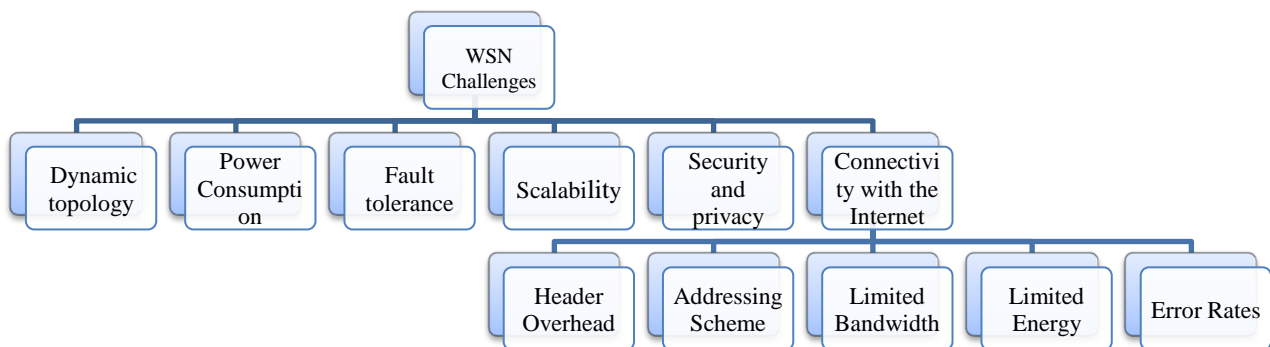 WSN
Challenges
Dynamic
topology
Power
Consumpti
on
Fault
tolerance
Scalability
Security
and
privacy
Connectivi
ty with the
Internet
Header
Overhead
Addressing
Scheme
Limited
Bandwidth
Limited
Energy
Error Rates